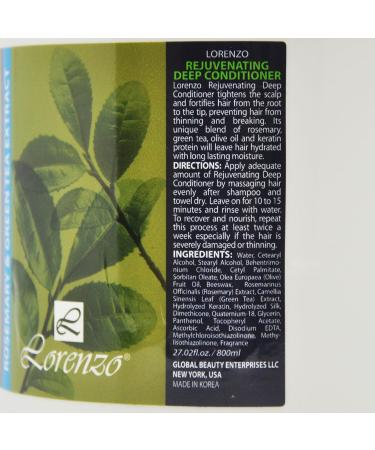 ROSEMARY & GREEN TEA EXTRACT
L
Lorenzo®
LORENZO
REJUVENATING
DEEP CONDITIONER
Lorenzo Rejuvenating Deep
Conditioner tightens the scalp
and fortifies hair from the root
to the tip, preventing hair from
thinning and breaking. Its
unique blend of rosemary,
green tea, olive oil and keratin
protein will leave hair hydrated
with long lasting moisture.
DIRECTIONS: Apply adequate
amount of Rejuvenating Deep
Conditioner by massaging hair
evenly after shampoo and
towel dry. Leave on for 10 to 15
minutes and rinse with water.
To recover and nourish, repeat
this process at least twice a
week especially if the hair is
severely damaged or thinning.
INGREDIENTS: Water, Cetearyl
Alcohol, Stearyl Alcohol, Behentrimo-
nium Chloride, Cetyl Palmitate,
Sorbitan Oleate, Olea Europaea (Olive)
Fruit Oil, Beeswax, Rosemarinus
Officinalis (Rosemary) Extract, Camellia
Sinensis Leaf (Green Tea) Extract,
Hydrolyzed Keratin, Hydrolyzed Silk,
Dimethicone, Quaternium-18, Glycerin,
Panthenol, Tocopheryl Acetate,
Ascorbic Acid, Disodium EDTA,
Methylchloroisothiazolinone, Methy-
lisothiazolinone, Fragrance
27.02fl.oz./ 800ml
GLOBAL BEAUTY ENTERPRISES LLC
NEW YORK, USA
MADE IN KOREA